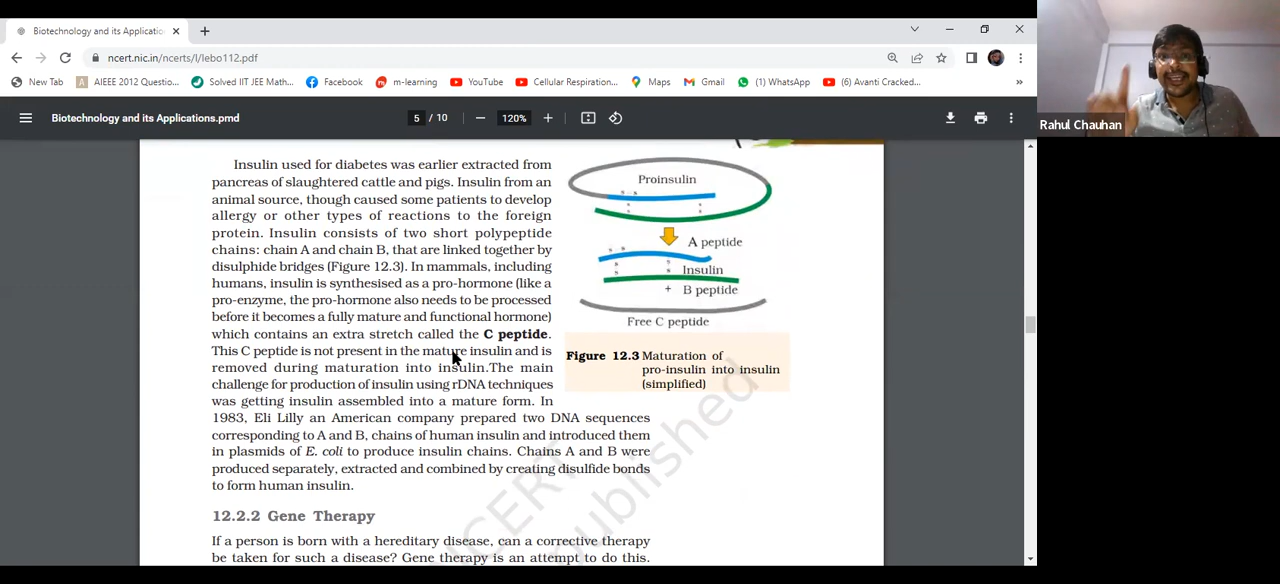 Biotechnology and its Applicatio
ncert.nic.in/ncerts/l/lebo112.pdf
New Tab
AIEEE 2012 Questio...
Solved IIT JEE Math...
Facebook
m-learning
YouTube
Cellular Respiration...
Maps
Gmail
(1) WhatsApp
(6) Avanti Cracked...
»
Rahul Chauhan
Biotechnology and its Applications.pmd
5 / 10
120%
Insulin used for diabetes was earlier extracted from
pancreas of slaughtered cattle and pigs. Insulin from an
animal source, though caused some patients to develop
allergy or other types of reactions to the foreign
protein. Insulin consists of two short polypeptide
chains: chain A and chain B, that are linked together by
disulphide bridges (Figure 12.3). In mammals, including
humans, insulin is synthesised as a pro-hormone (like a
pro-enzyme, the pro-hormone also needs to be processed
before it becomes a fully mature and functional hormone)
which contains an extra stretch called the C peptide.
This C peptide is not present in the mature insulin and is
removed during maturation into insulin.The main
challenge for production of insulin using rDNA techniques
was getting insulin assembled into a mature form. In
1983, Eli Lilly an American company prepared two DNA sequences
corresponding to A and B, chains of human insulin and introduced them
in plasmids of E. coli to produce insulin chains. Chains A and B were
produced separately, extracted and combined by creating disulfide bonds
to form human insulin.
Proinsulin
A peptide
Insulin
+ B peptide
Free C peptide
Figure 12.3 Maturation of
pro-insulin into insulin
(simplified)
12.2.2 Gene Therapy
If a person is born with a hereditary disease, can a corrective therapy
be taken for such a disease? Gene therapy is an attempt to do this.
NCERT
published